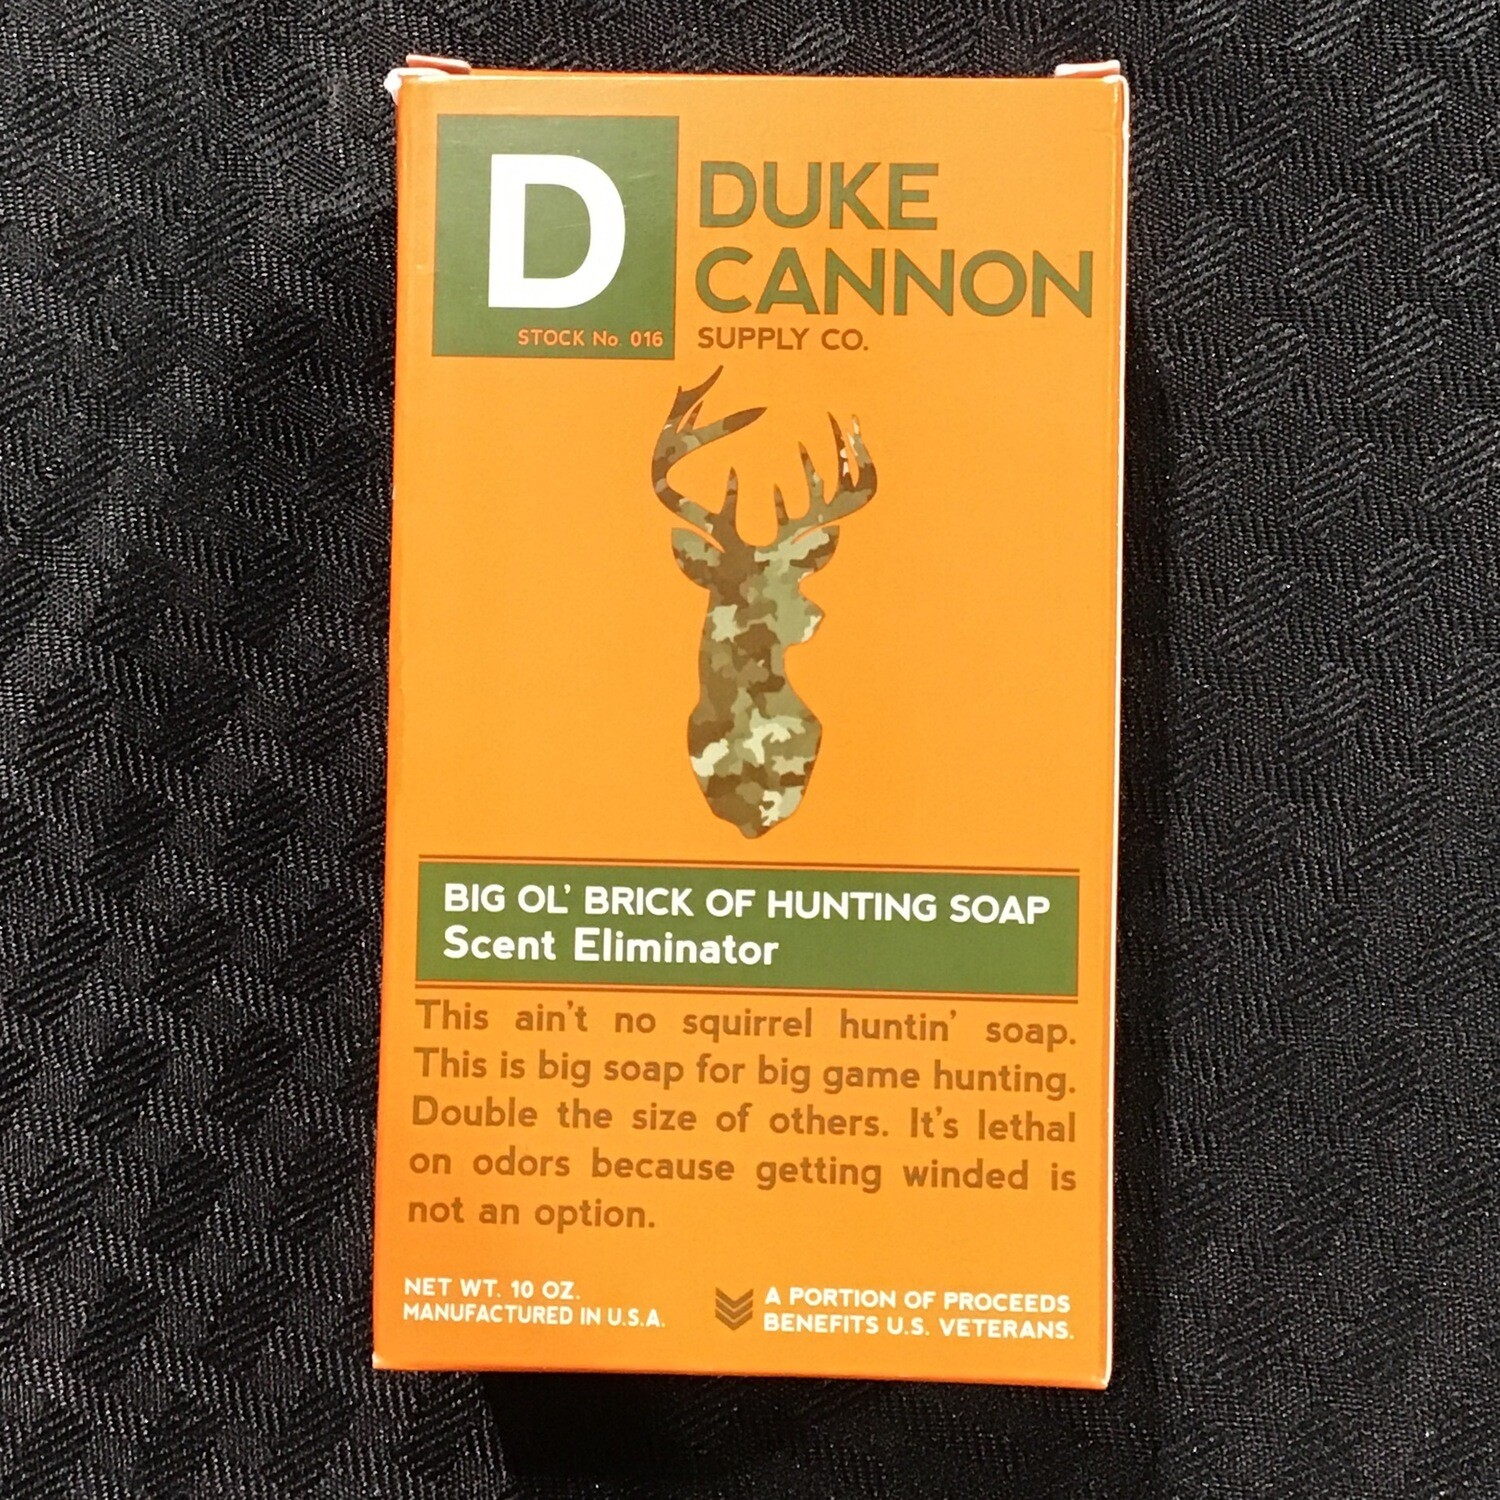 D
STOCK No. 016
DUKE
CANNON
SUPPLY CO.
BIG OL' BRICK OF HUNTING SOAP
Scent Eliminator
This ain't no squirrel huntin' soap.
This is big soap for big game hunting.
Double the size of others. It's lethal
on odors because getting winded is
not an option.
NET WT. 10 OZ.
MANUFACTURED IN U.S.A.
A PORTION OF PROCEEDS
BENEFITS U.S. VETERANS.